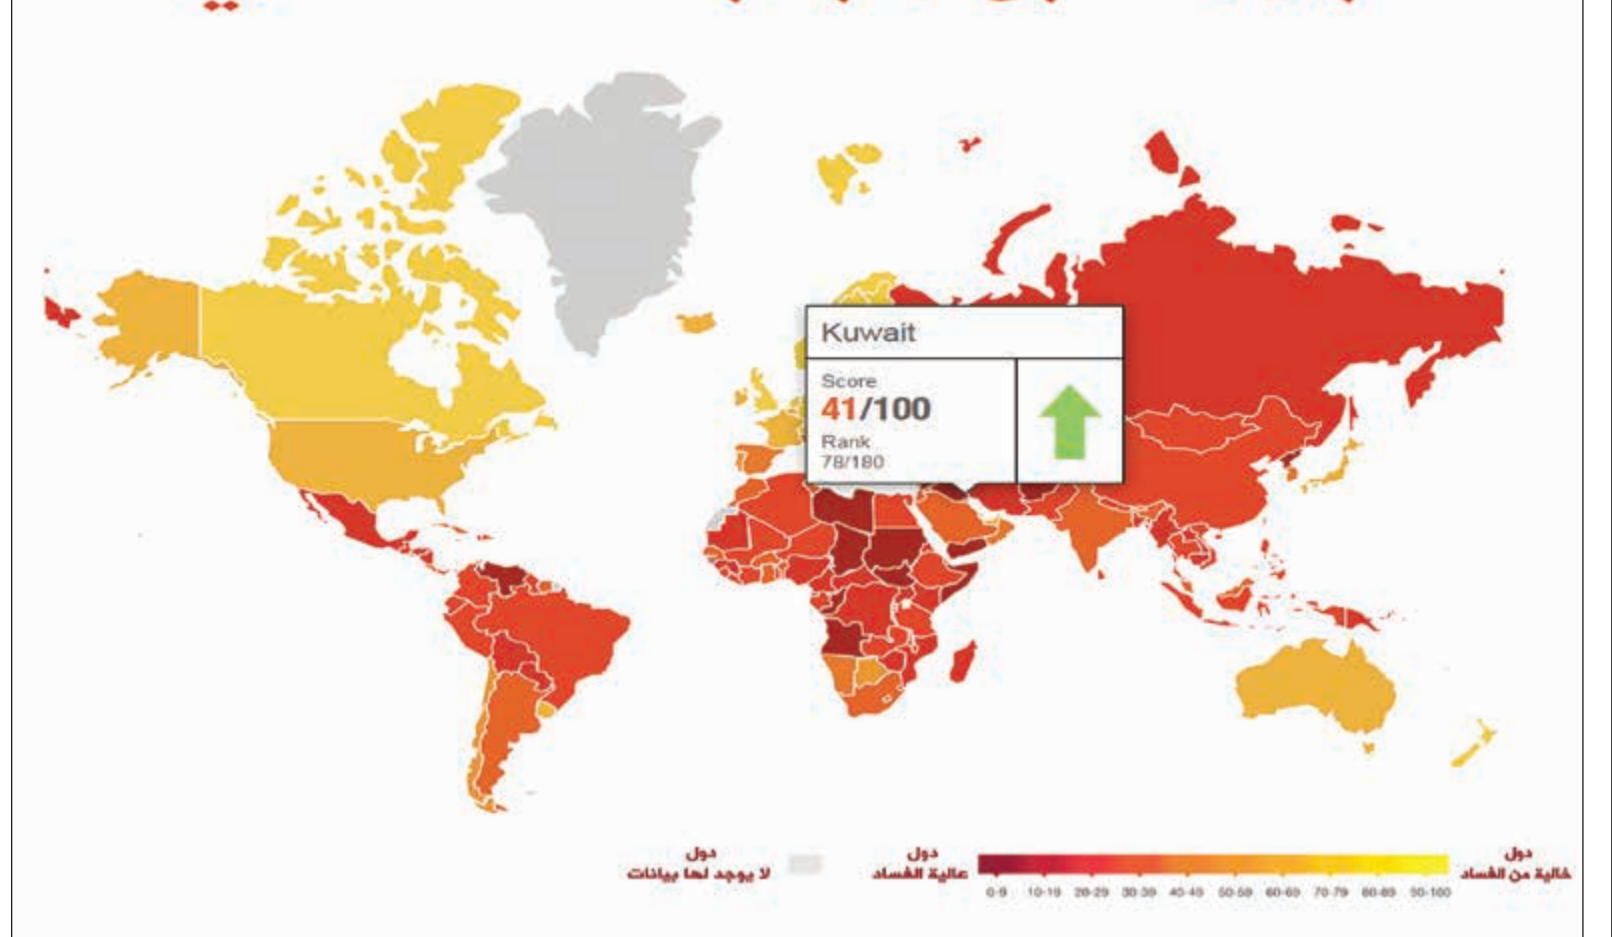 Kuwait
Score
41/100
Rank
78/180
دول
خالية من الفساد
دول
عالية الفساد
دول
لا يوجد لها بيانات
0-9 10-19 20-29 30-39 40-49 50-59 60-69 70-79 80-89 90-100